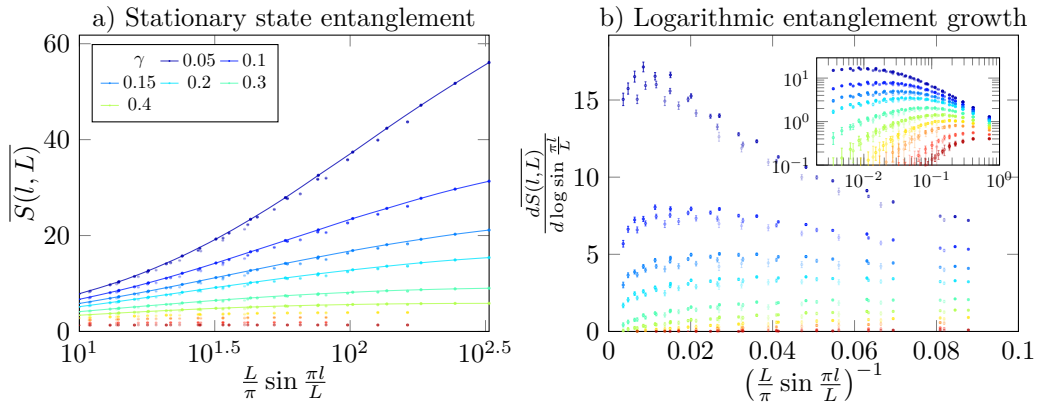 a) Stationary state entanglement
b) Logarithmic entanglement growth
60
40
20
0
S(l, L)
γ 0.05 0.1
0.15 0.2 0.3
0.4
10^1 10^1.5 10^2 10^2.5
L/π sin πl/L
15
10
5
0
dS(l, L) / d log sin πl/L
10^1
10^0
10^−1
10^−2 10^−1 10^0
0 0.02 0.04 0.06 0.08 0.1
(L/π sin πl/L)^−1